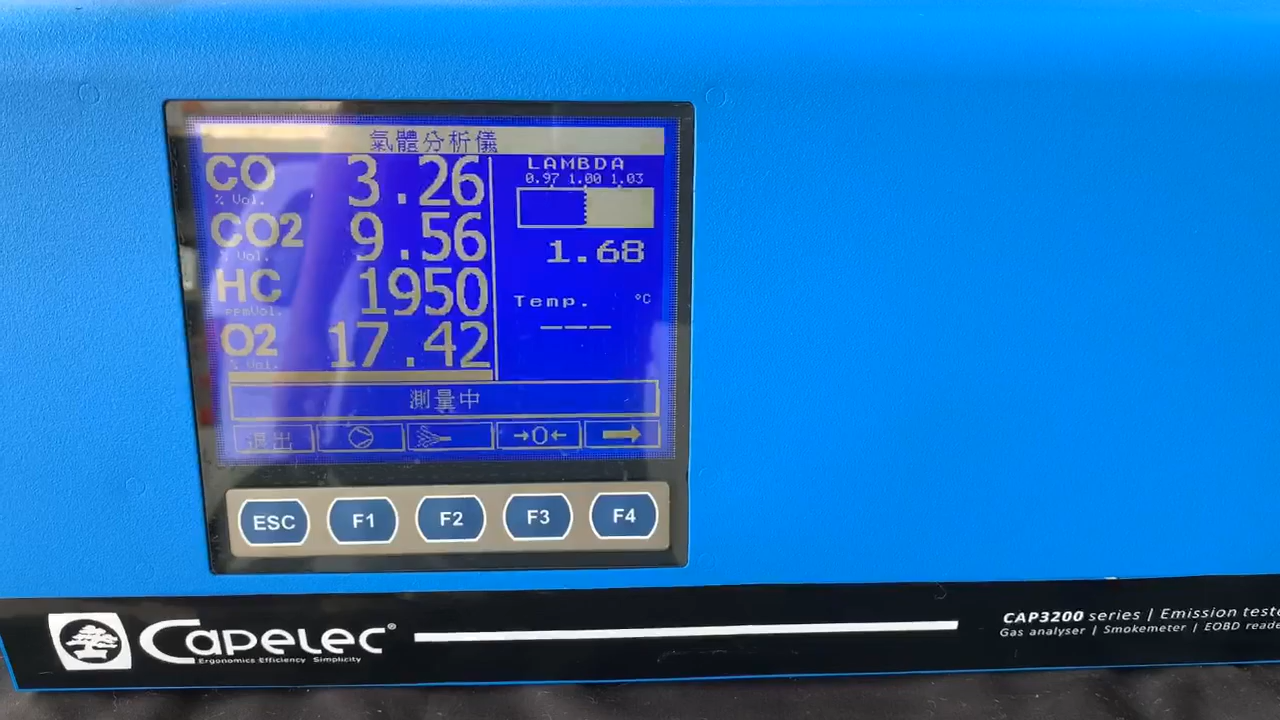 氣體分析儀
CO 3.26
% Vol.
CO2 9.56
% Vol.
HC 1950
ppmVol.
O2 17.42
% Vol.
LAMBDA
0.97 1.00 1.03
1.68
Temp. °C
---
測量中
退出
→0←
ESC F1 F2 F3 F4
CAPELEC®
Ergonomics Efficiency Simplicity
CAP3200 series | Emission teste
Gas analyser | Smokemeter | EOBD reade